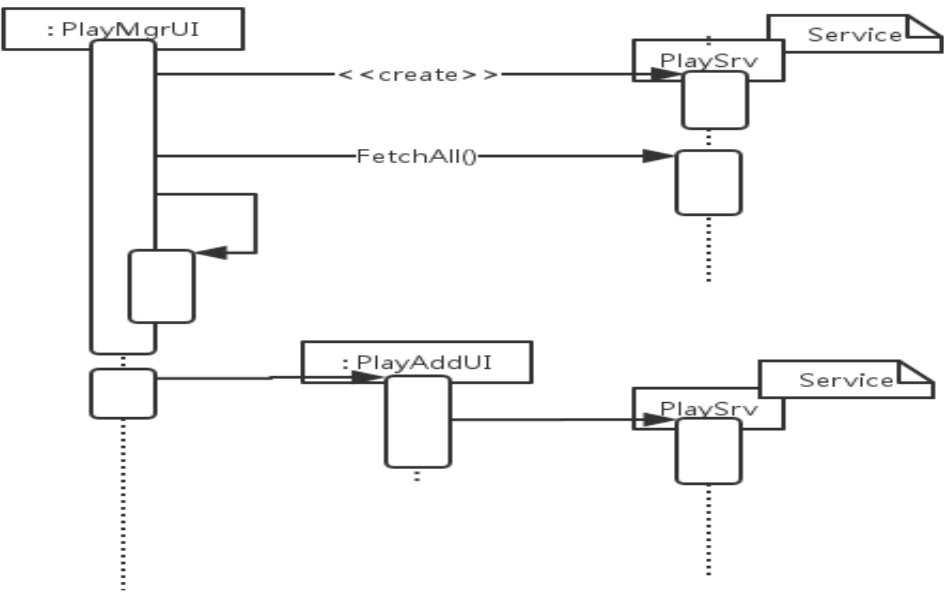 : PlayMgrUI
Service
PlaySrv
<<create>>
FetchAll()
: PlayAddUI
Service
PlaySrv